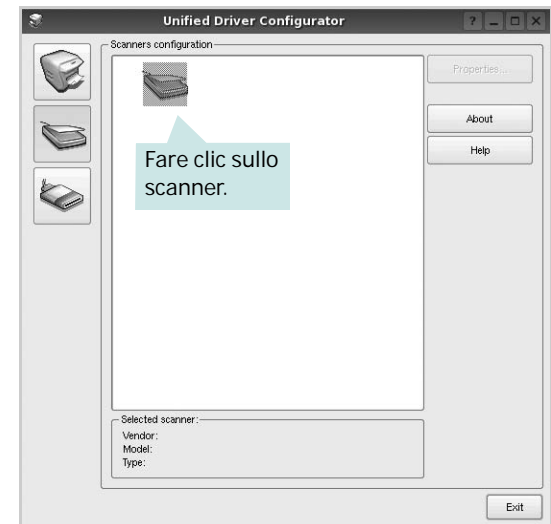 Unified Driver Configurator
Scanners configuration
Properties...
About
Help
Fare clic sullo
scanner.
Selected scanner:
Vendor:
Model:
Type:
Exit